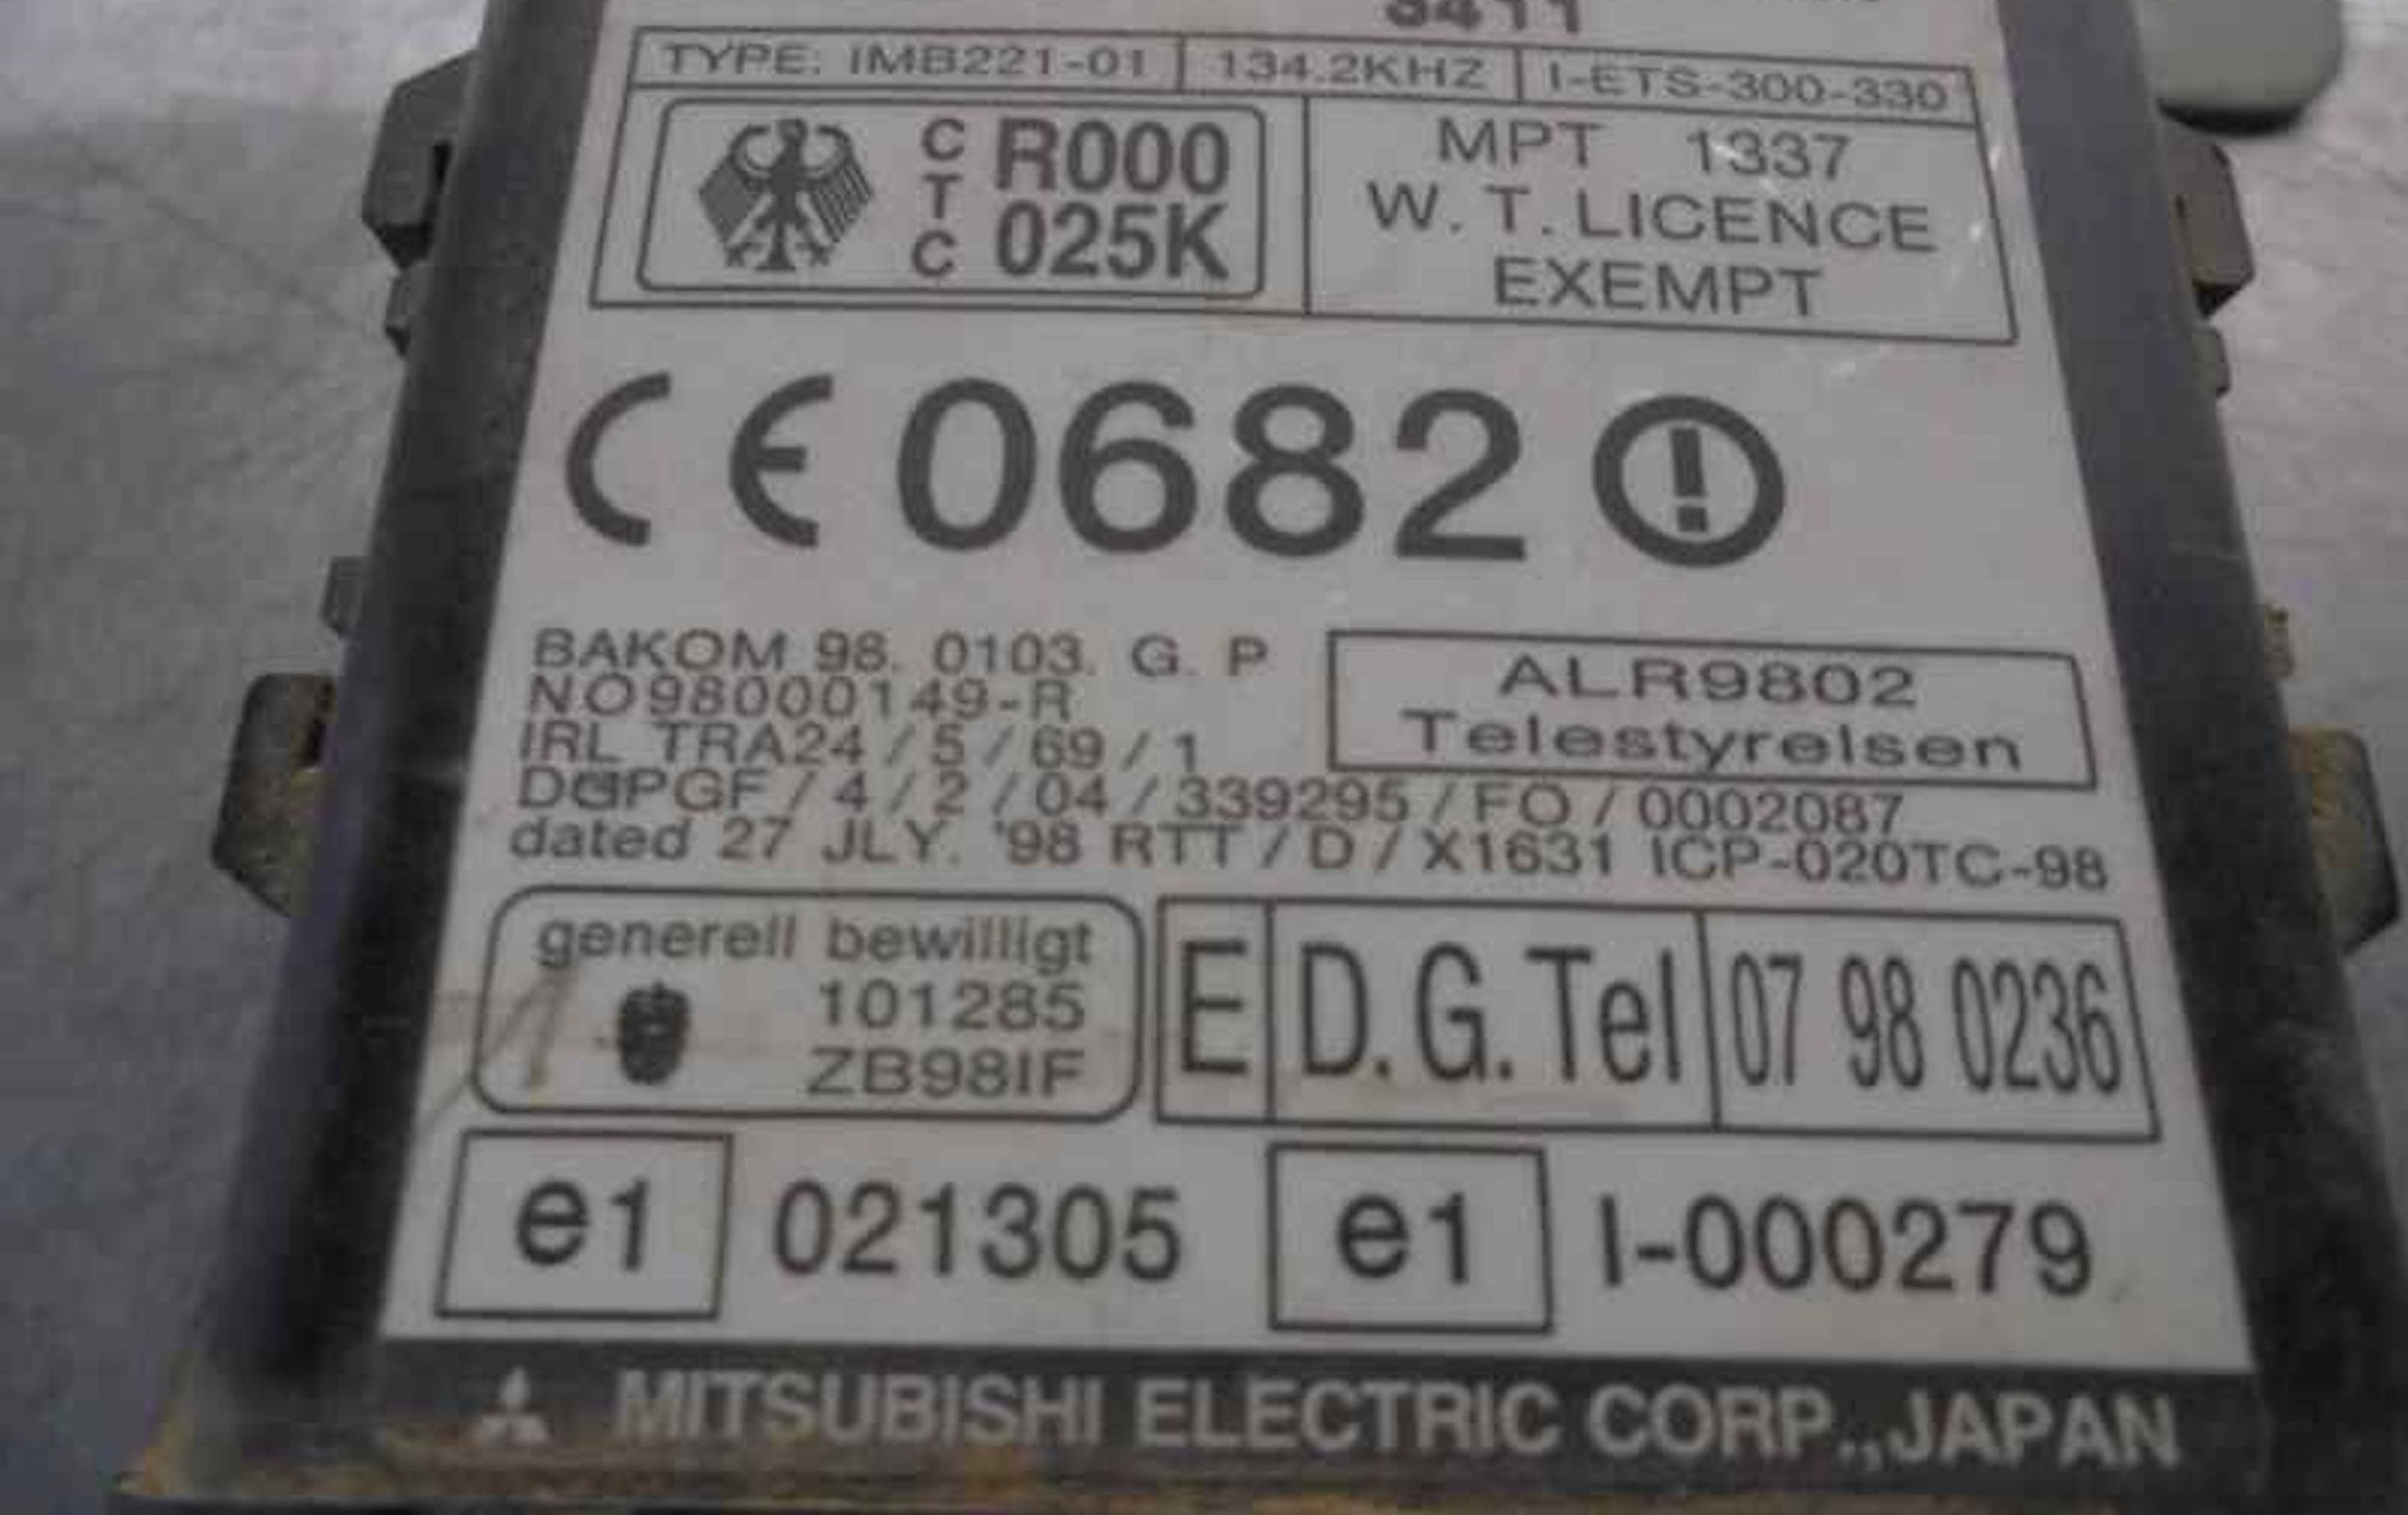 3411
TYPE: IMB221-01 134.2KHZ I-ETS-300-330
CTC R000 025K
MPT 1337
W. T. LICENCE
EXEMPT
CE 0682
BAKOM 98. 0103. G. P
NO98000149-R
IRL TRA24/5/69/1
ALR9802
Telestyrelsen
DGPGF/4/2/04/339295/FO/0002087
dated 27 JLY. '98 RTT/D/X1631 ICP-020TC-98
generell bewilligt
101285
ZB98IF
E D.G.Tel 07 98 0236
e1 021305 e1 I-000279
MITSUBISHI ELECTRIC CORP.,JAPAN